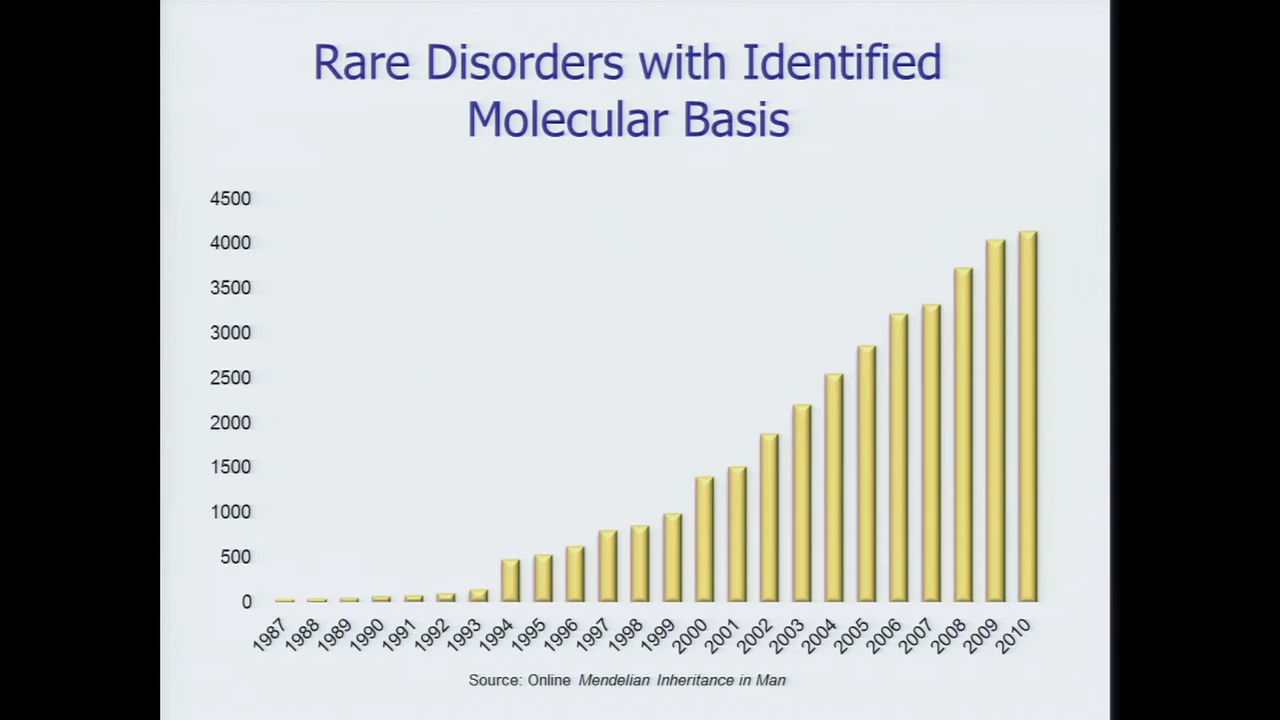 Rare Disorders with Identified
Molecular Basis
4500
4000
3500
3000
2500
2000
1500
1000
500
0
1987 1988 1989 1990 1991 1992 1993 1994 1995 1996 1997 1998 1999 2000 2001 2002 2003 2004 2005 2006 2007 2008 2009 2010
Source: Online Mendelian Inheritance in Man